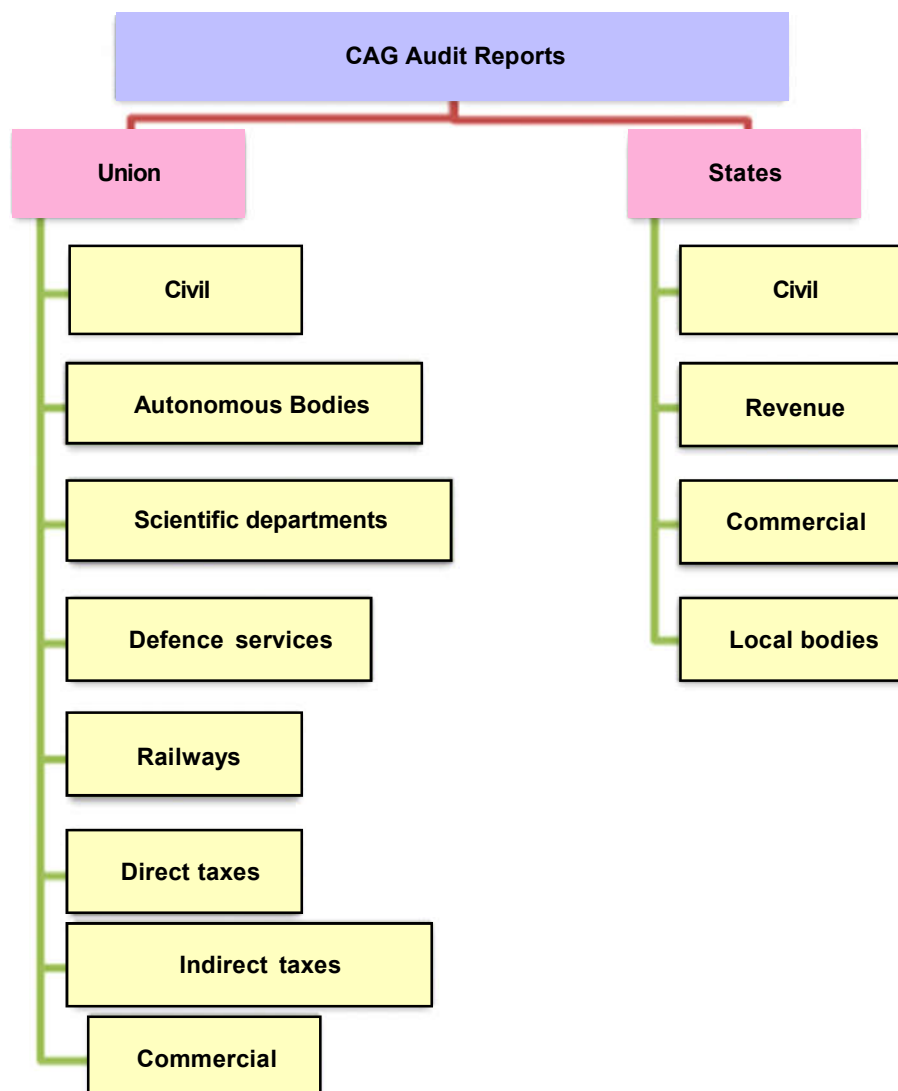 CAG Audit Reports
Union
States
Civil
Autonomous Bodies
Scientific departments
Defence services
Railways
Direct taxes
Indirect taxes
Commercial
Civil
Revenue
Commercial
Local bodies